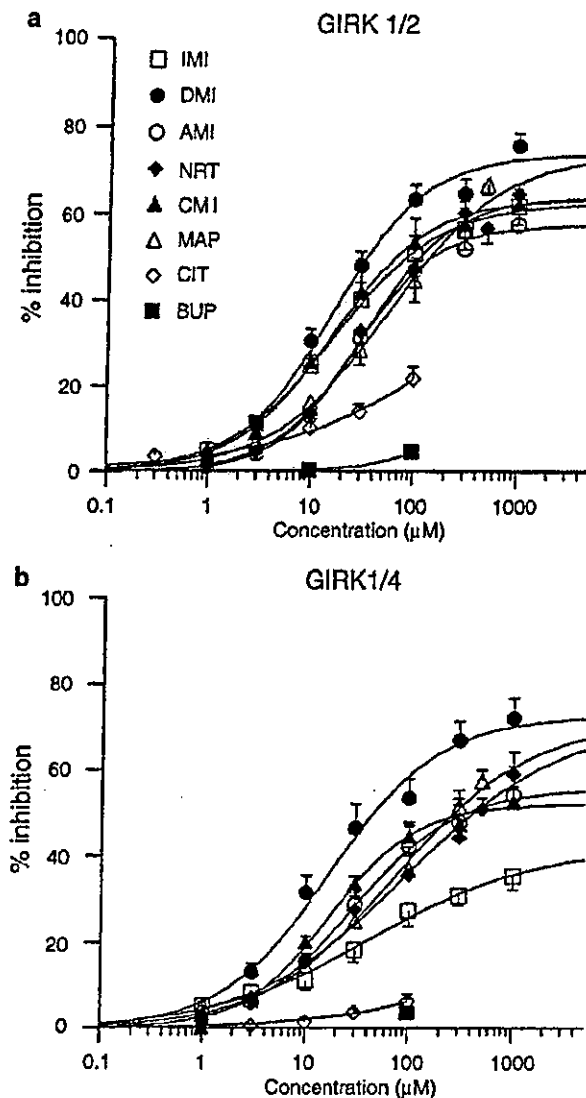 a
GIRK 1/2
100
80
60
40
20
0
% inhibition
IMI
DMI
AMI
NRT
CMI
MAP
CIT
BUP
0.1
1
10
100
1000
Concentration (µM)
b
GIRK1/4
100
80
60
40
20
0
% inhibition
0.1
1
10
100
1000
Concentration (µM)